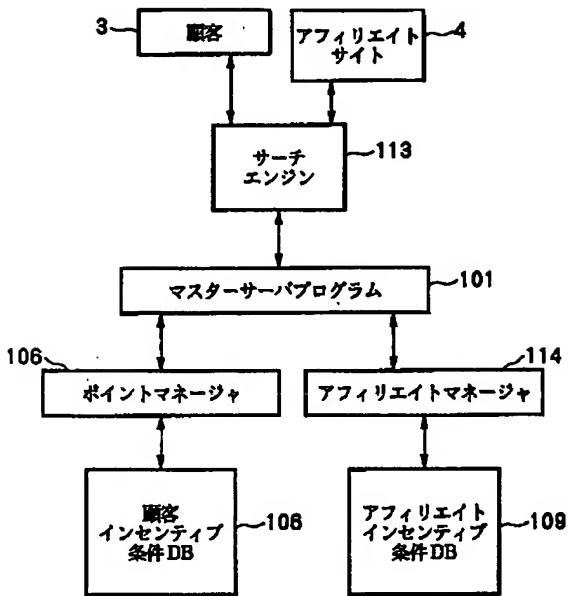 3
顧客
アフィリエイト
サイト
4
サーチ
エンジン
113
マスターサーバプログラム
101
106
ポイントマネージャ
114
アフィリエイトマネージャ
顧客
インセンティブ
条件DB
108
アフィリエイト
インセンティブ
条件DB
109